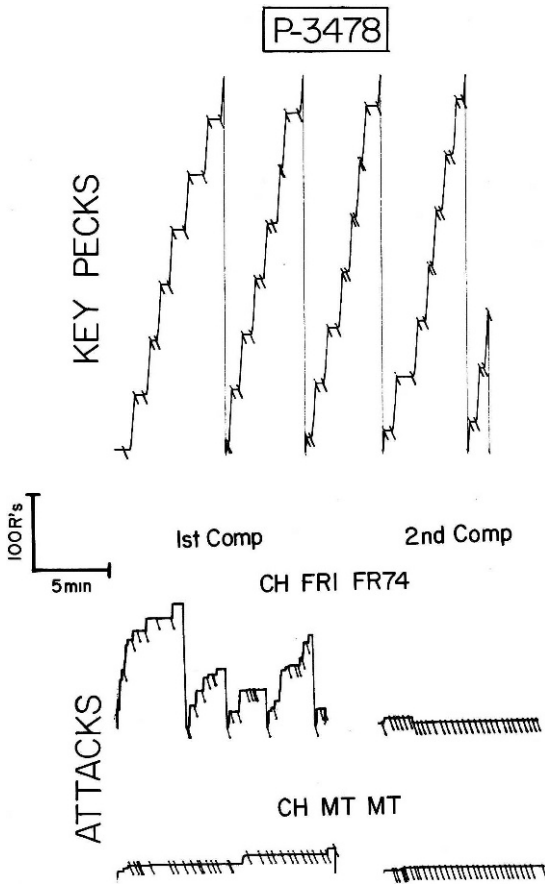 P-3478
KEY PECKS
100R's
5min
1st Comp
2nd Comp
CH FRI FR74
ATTACKS
CH MT MT